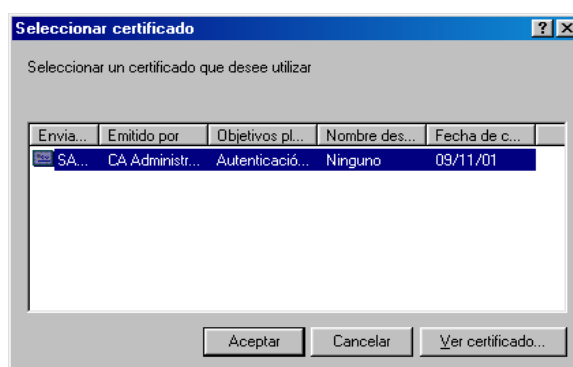 Seleccionar certificado
Seleccionar un certificado que desee utilizar
Envia... Emitido por Objetivos pl... Nombre des... Fecha de c...
SA... CA Administr... Autenticació... Ninguno 09/11/01
Aceptar Cancelar Ver certificado...